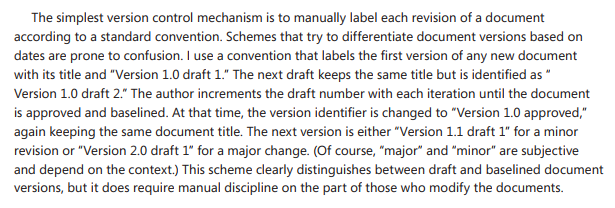 The simplest version control mechanism is to manually label each revision of a document
according to a standard convention. Schemes that try to differentiate document versions based on
dates are prone to confusion. I use a convention that labels the first version of any new document
with its title and “Version 1.0 draft 1.” The next draft keeps the same title but is identified as “
Version 1.0 draft 2.” The author increments the draft number with each iteration until the document
is approved and baselined. At that time, the version identifier is changed to “Version 1.0 approved,”
again keeping the same document title. The next version is either “Version 1.1 draft 1” for a minor
revision or “Version 2.0 draft 1” for a major change. (Of course, “major” and “minor” are subjective
and depend on the context.) This scheme clearly distinguishes between draft and baselined document
versions, but it does require manual discipline on the part of those who modify the documents.